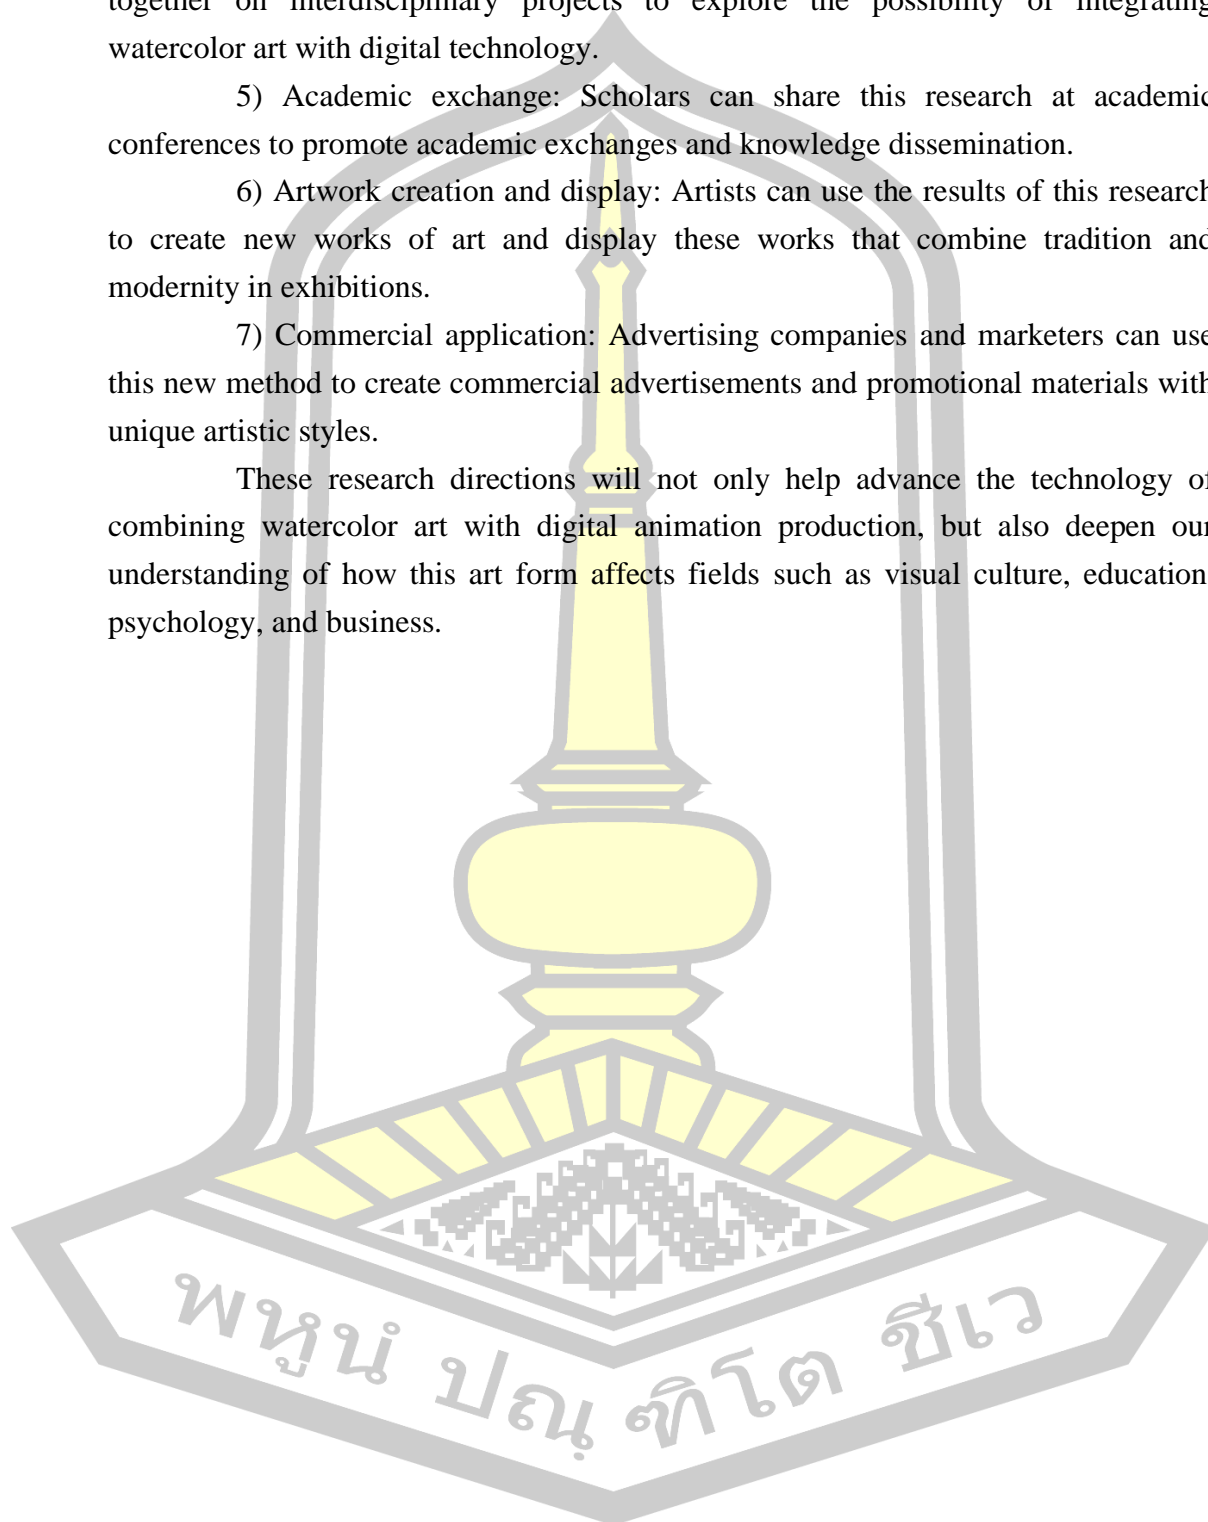 together on interdisciplinary projects to explore the possibility of integrating
watercolor art with digital technology.
5) Academic exchange: Scholars can share this research at academic
conferences to promote academic exchanges and knowledge dissemination.
6) Artwork creation and display: Artists can use the results of this research
to create new works of art and display these works that combine tradition and
modernity in exhibitions.
7) Commercial application: Advertising companies and marketers can use
this new method to create commercial advertisements and promotional materials with
unique artistic styles.
These research directions will not only help advance the technology of
combining watercolor art with digital animation production, but also deepen our
understanding of how this art form affects fields such as visual culture, education
psychology, and business.
พหูนํ ปณฺ ฑิโต ชีเว